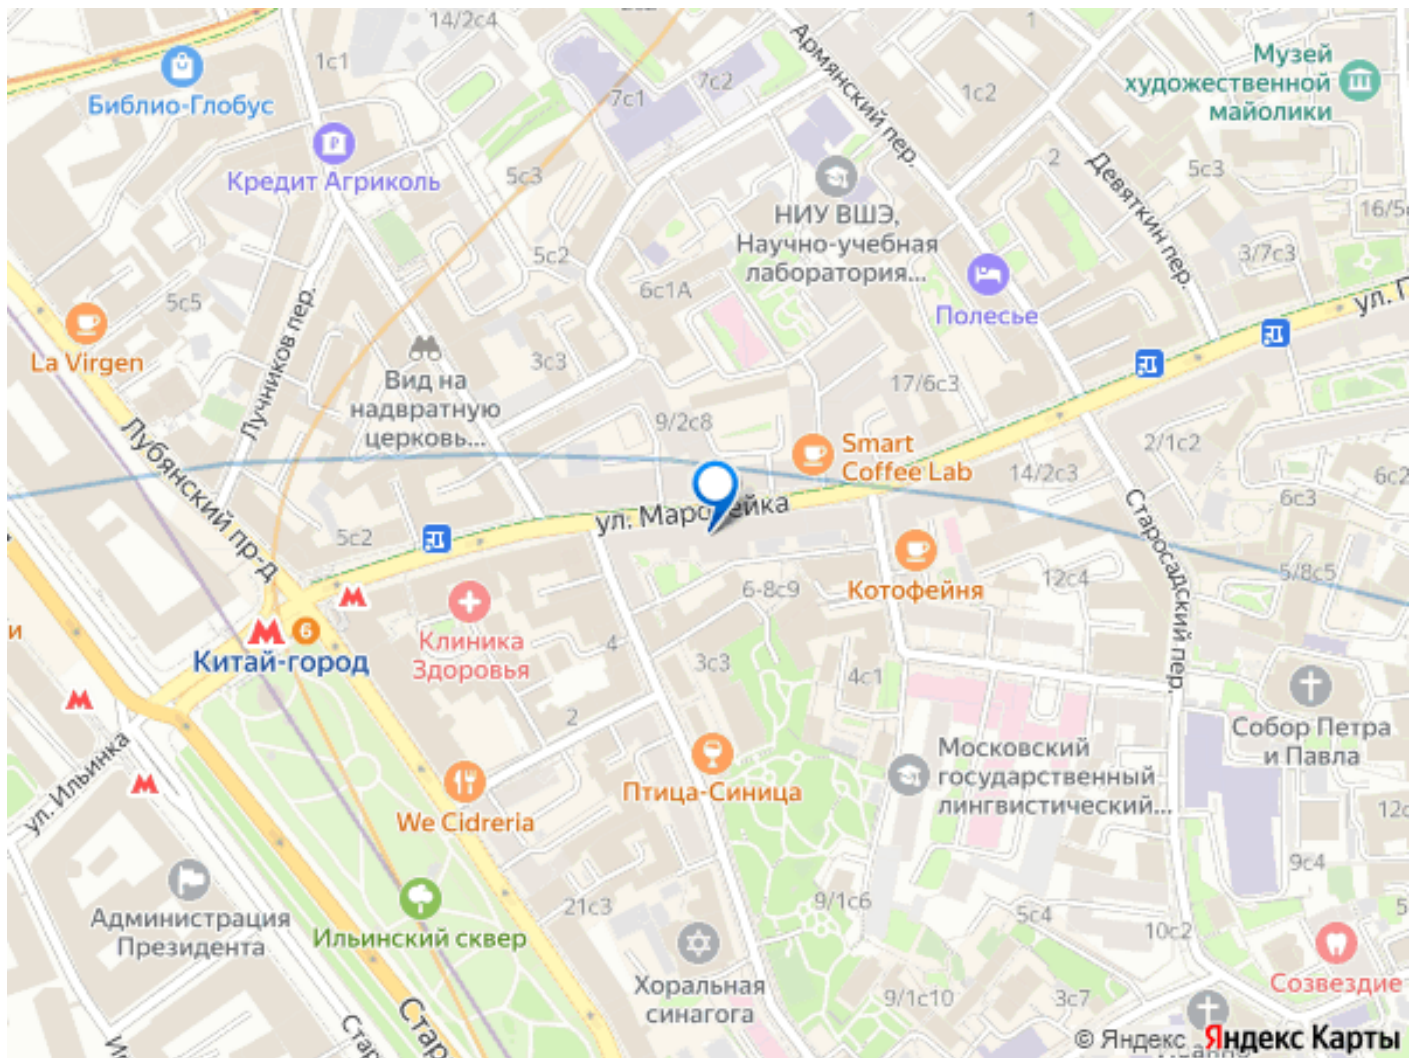 14/2с4
1с1
Библио-Глобус
Кредит Агриколь
7с1
7с2
5с3
5с2
Армянский пер.
1с2
Музей
художественной
майолики
2
Девяткин пер.
5с3
16/5
3/7с3
НИУ ВШЭ,
Научно-учебная
лаборатория...
6с1А
Полесье
ул. П
5с5
La Virgen
Лучников пер.
Вид на
надвратную
церковь...
3с3
17/6с3
9/2с8
Smart
Coffee Lab
2/1с2
14/2с3
6с2
6с3
Лубянский пр-д
5с2
ул. Маросейка
Старосадский пер.
5/8с5
Котофейня
12с4
6-8с9
Клиника
Здоровья
6
Китай-город
и
4
3с3
4с1
2
Собор Петра
и Павла
ул. Ильинка
Птица-Синица
Московский
государственный
лингвистический...
We Cidreria
12с
9с4
Администрация
Президента
Ильинский сквер
21с3
9/1с6
5с4
5
10с2
Хоральная
синагога
9/1с10
3с7
Созвездие
Стар
Стар
© Яндекс
Яндекс Карты